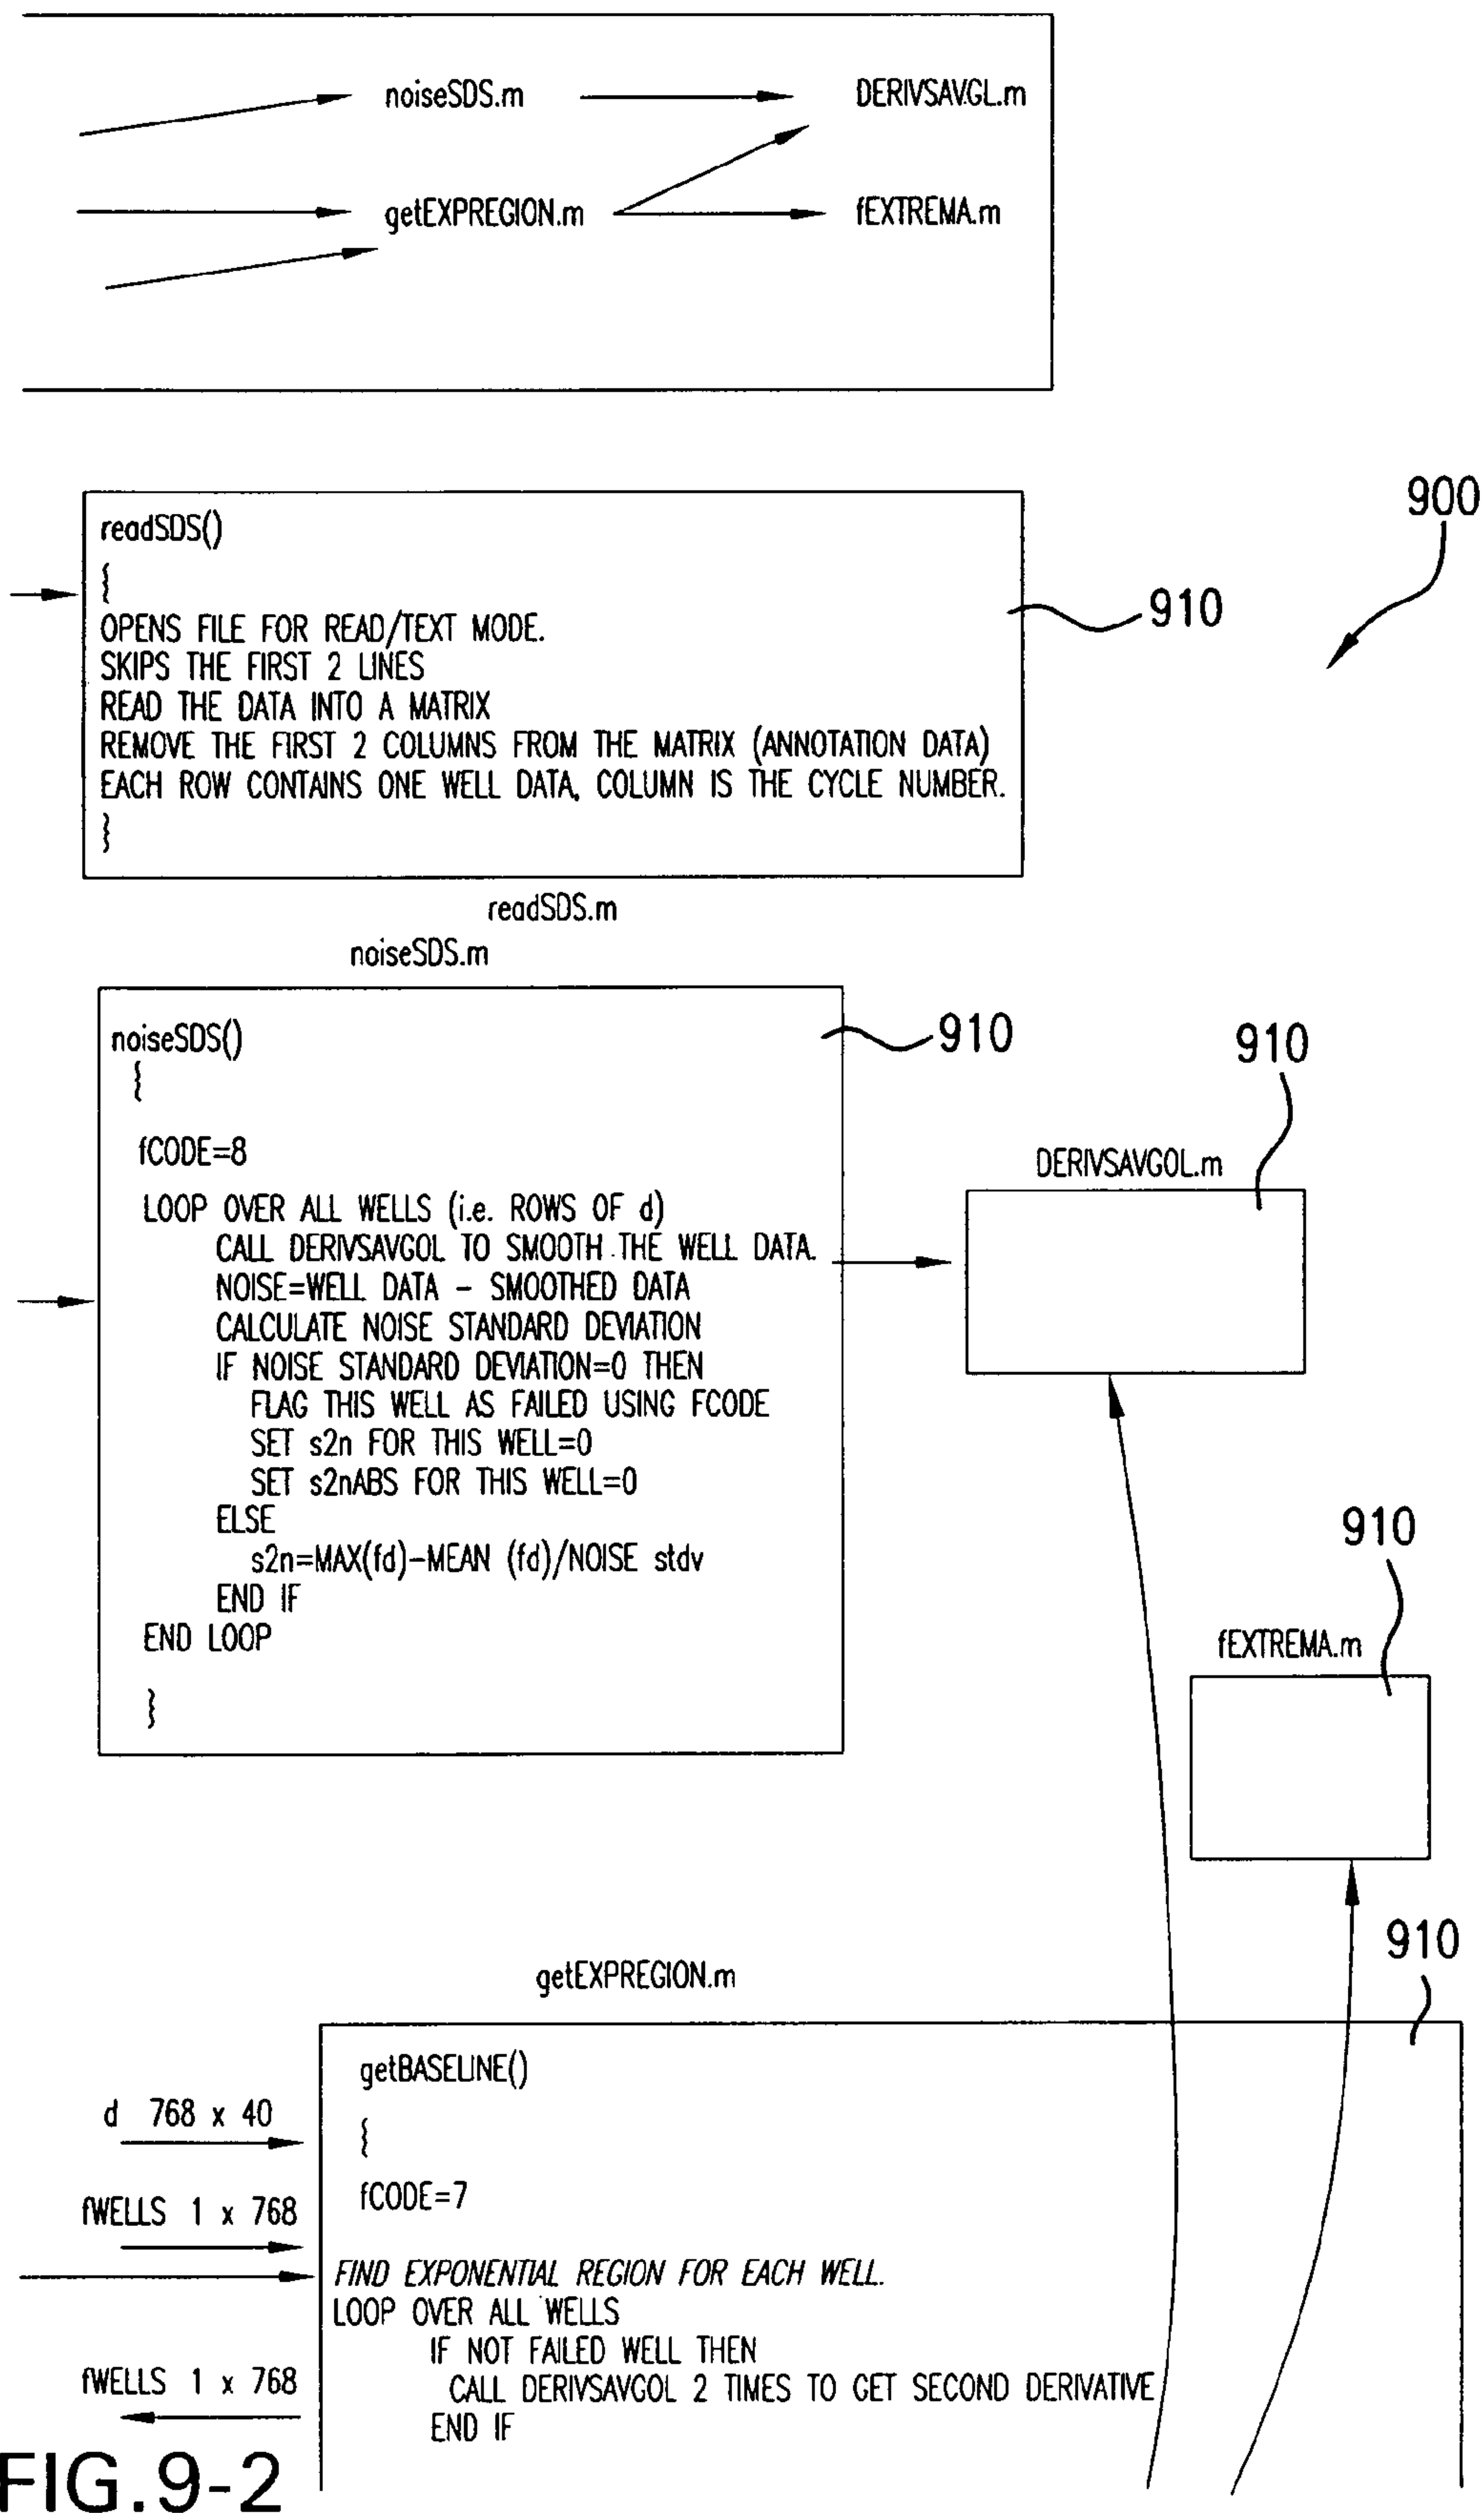 noiseSDS.m
DERIVSAVGL.m
getEXPREGION.m
fEXTREMA.m
900
readSDS()
{
910
OPENS FILE FOR READ/TEXT MODE.
SKIPS THE FIRST 2 LINES
READ THE DATA INTO A MATRIX
REMOVE THE FIRST 2 COLUMNS FROM THE MATRIX (ANNOTATION DATA)
EACH ROW CONTAINS ONE WELL DATA, COLUMN IS THE CYCLE NUMBER.
}
readSDS.m
noiseSDS.m
noiseSDS()
910
910
{
fCODE=8
DERIVSAVGOL.m
LOOP OVER ALL WELLS (i.e. ROWS OF d)
CALL DERIVSAVGOL TO SMOOTH THE WELL DATA.
NOISE=WELL DATA - SMOOTHED DATA
CALCULATE NOISE STANDARD DEVIATION
IF NOISE STANDARD DEVIATION=0 THEN
FLAG THIS WELL AS FAILED USING FCODE
SET s2n FOR THIS WELL=0
SET s2nABS FOR THIS WELL=0
ELSE
s2n=MAX(fd)-MEAN (fd)/NOISE stdv
END IF
END LOOP
}
910
fEXTREMA.m
910
getEXPREGION.m
getBASELINE()
d 768 x 40
{
fCODE=7
fWELLS 1 x 768
FIND EXPONENTIAL REGION FOR EACH WELL.
LOOP OVER ALL WELLS
IF NOT FAILED WELL THEN
fWELLS 1 x 768
CALL DERIVSAVGOL 2 TIMES TO GET SECOND DERIVATIVE
END IF
FIG.9-2